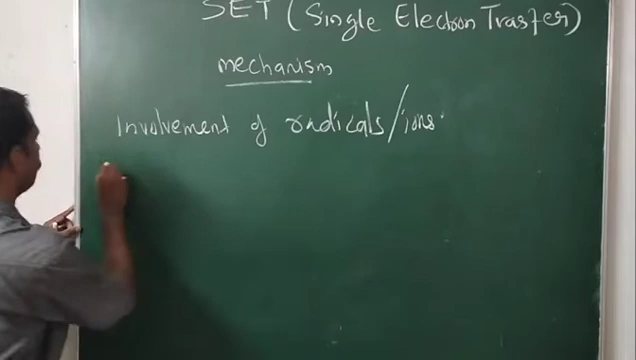 SET (Single Electron Trasfer)
mechanism
Involvement of radicals/ions.